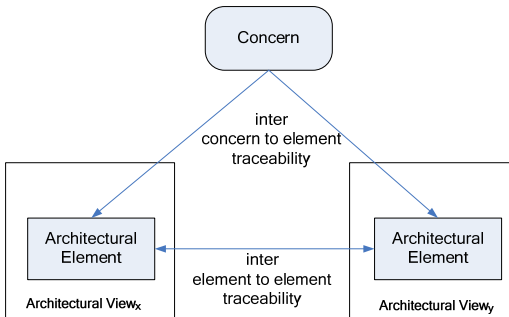 Concern
inter
concern to element
traceability
Architectural
Element
Architectural
Element
inter
element to element
traceability
Architectural Viewx
Architectural Viewy